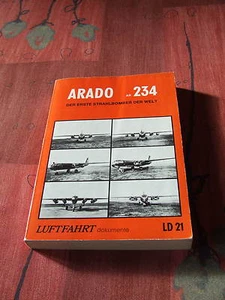 ARADO AR 234
DER ERSTE STRAHLBOMBER DER WELT
LUFTFAHRT dokumente LD 21